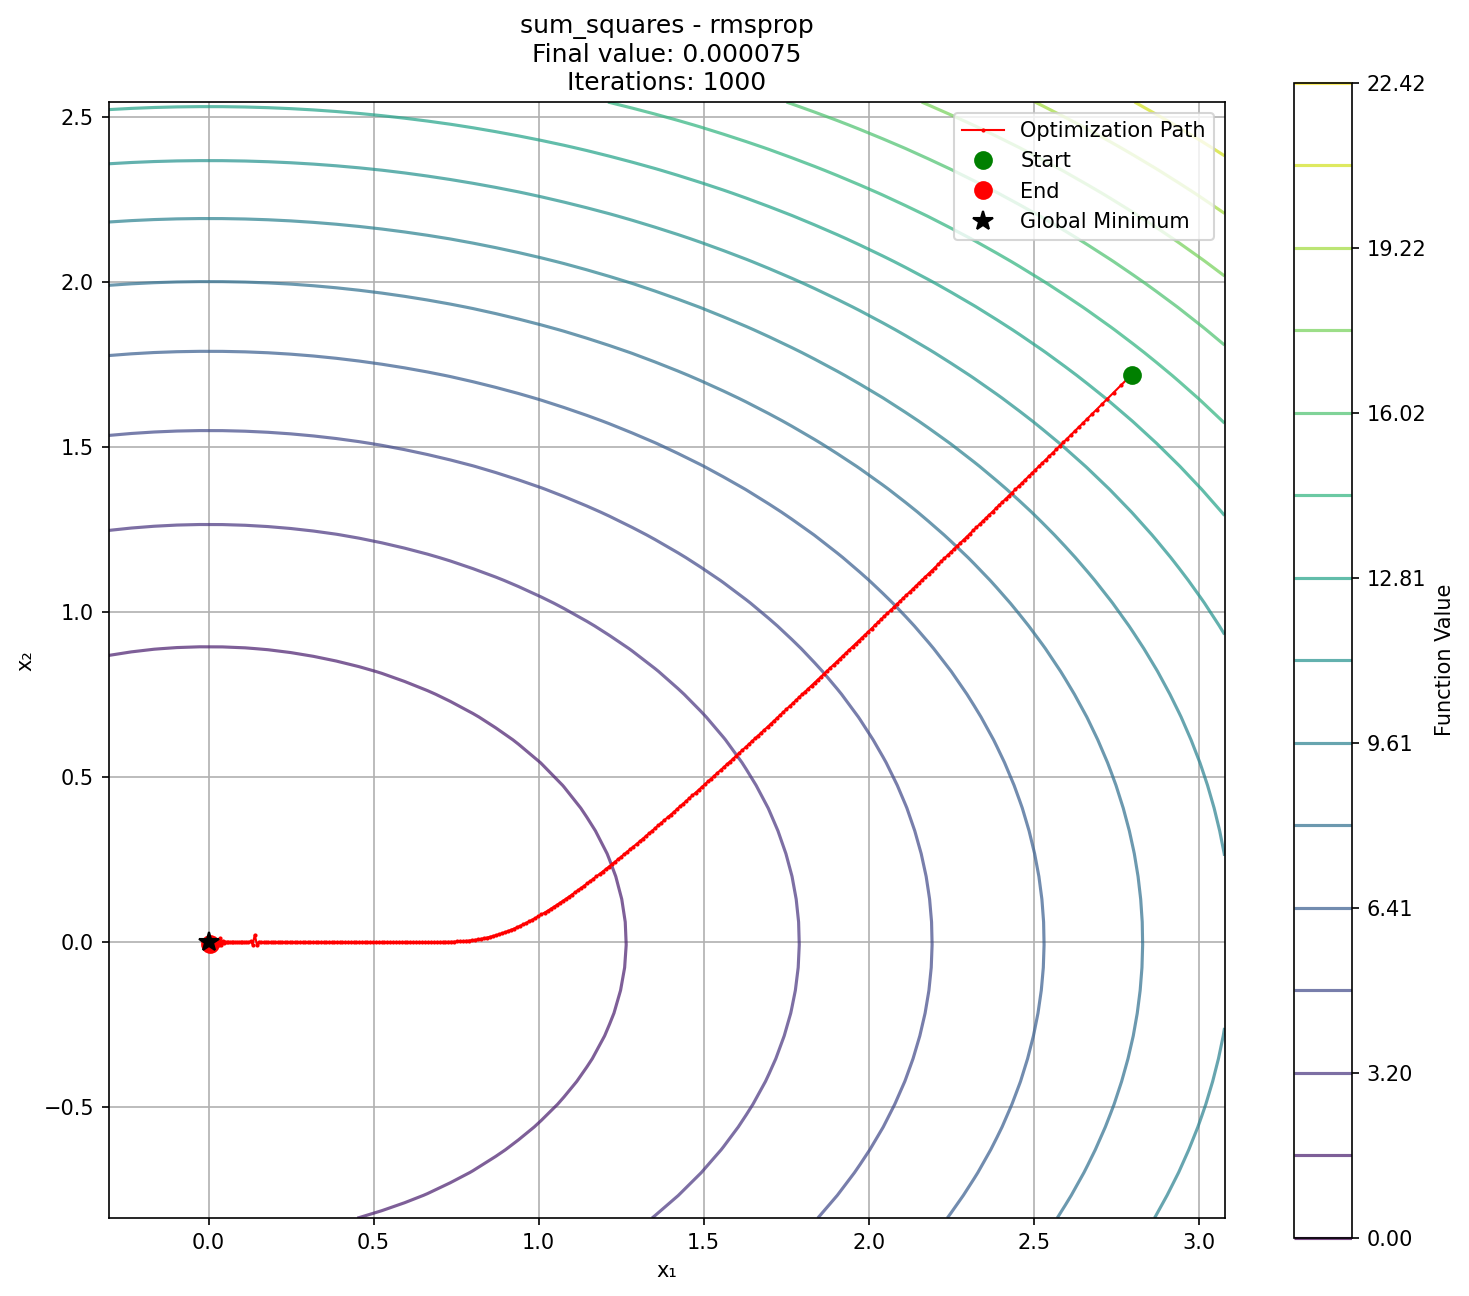 sum_squares - rmsprop
Final value: 0.000075
Iterations: 1000
Optimization Path
Start
End
Global Minimum
2.5
2.0
1.5
1.0
0.5
0.0
−0.5
x₂
0.0
0.5
1.0
1.5
2.0
2.5
3.0
x₁
22.42
19.22
16.02
12.81
9.61
6.41
3.20
0.00
Function Value